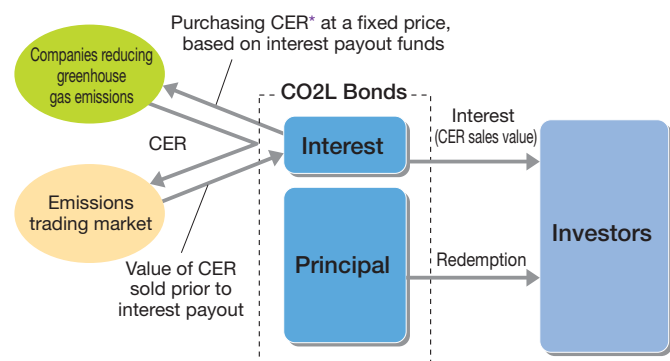 Purchasing CER* at a fixed price,
based on interest payout funds
Companies reducing
greenhouse
gas emissions
CO2L Bonds
CER
Interest
Interest
(CER sales value)
Emissions
trading market
Principal
Redemption
Investors
Value of CER
sold prior to
interest payout